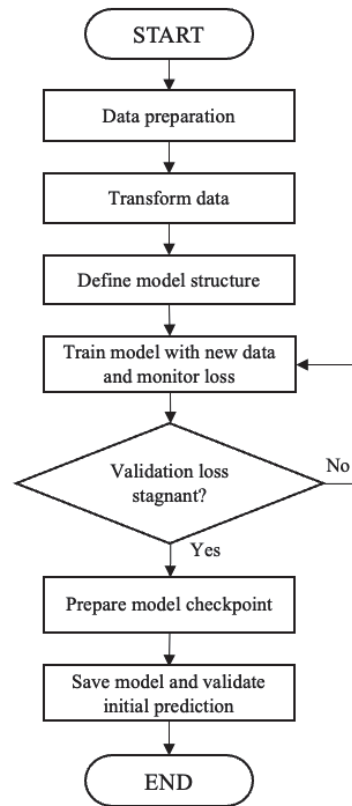 START
Data preparation
Transform data
Define model structure
Train model with new data
and monitor loss
Validation loss
stagnant?
No
Yes
Prepare model checkpoint
Save model and validate
initial prediction
END